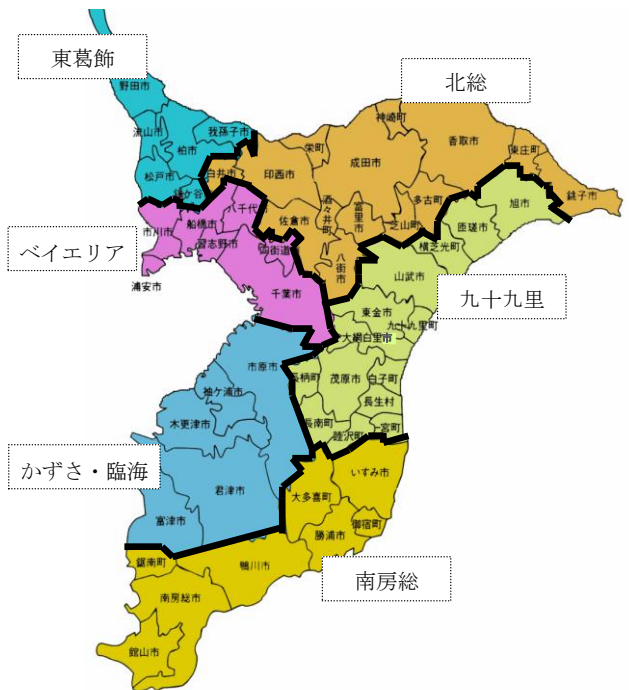 東葛飾
北総
野田市
流山市
柏市
我孫子市
松戸市
鎌ケ谷
白井市
印西市
栄町
成田市
神崎町
香取市
東庄町
銚子市
旭市
匝瑳市
多古町
芝山町
横芝光町
富里市
酒々井町
佐倉市
八街市
八千代
船橋市
市川市
習志野市
四街道
浦安市
千葉市
ベイエリア
九十九里
山武市
東金市
九十九里町
大網白里市
市原市
長柄町
茂原市
白子町
長生村
長南町
睦沢町
一宮町
袖ケ浦市
木更津市
君津市
富津市
かずさ・臨海
いすみ市
大多喜町
御宿町
勝浦市
鴨川市
鋸南町
南房総市
館山市
南房総